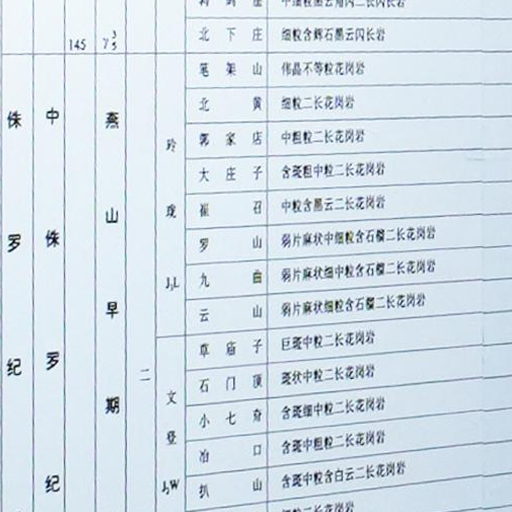 北下庄 细粒含辉石黑云闪长岩
145 γ 3 5
笔架山 伟晶不等粒花岗岩
北黄 细粒二长花岗岩
郭家店 中粗粒二长花岗岩
大庄子 含斑粗中粒二长花岗岩
崔召 中粒含黑云二长花岗岩
罗山 弱片麻状中细粒含石榴二长花岗岩
九曲 弱片麻状细中粒含石榴二长花岗岩
云山 弱片麻状细粒含石榴二长花岗岩
草庙子 巨斑中粒二长花岗岩
石门顶 斑状中粒二长花岗岩
小七夼 含斑细中粒二长花岗岩
冶口 含斑中粗粒二长花岗岩
扒山 含斑中粒含白云二长花岗岩
侏罗纪
中侏罗纪
燕山早期
二
玲珑 J₃L
文登 J₃W